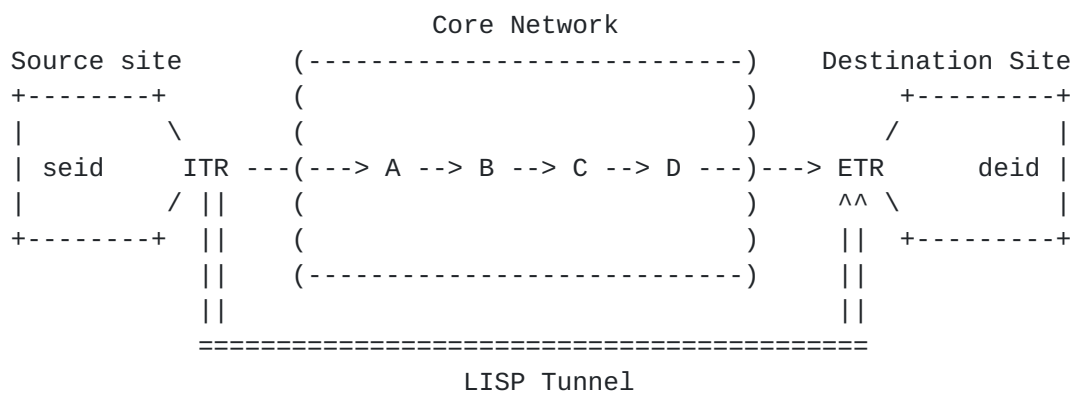 Core Network
Source site       (----------------------------)    Destination Site
+--------+        (                            )         +---------+
|         \       (                            )        /          |
| seid     ITR ---(---> A --> B --> C --> D ---)---> ETR      deid |
|         / ||    (                            )      ^^ \         |
+--------+  ||    (                            )      ||  +---------+
            ||    (----------------------------)      ||
            ||                                        ||
            ===========================================
                             LISP Tunnel